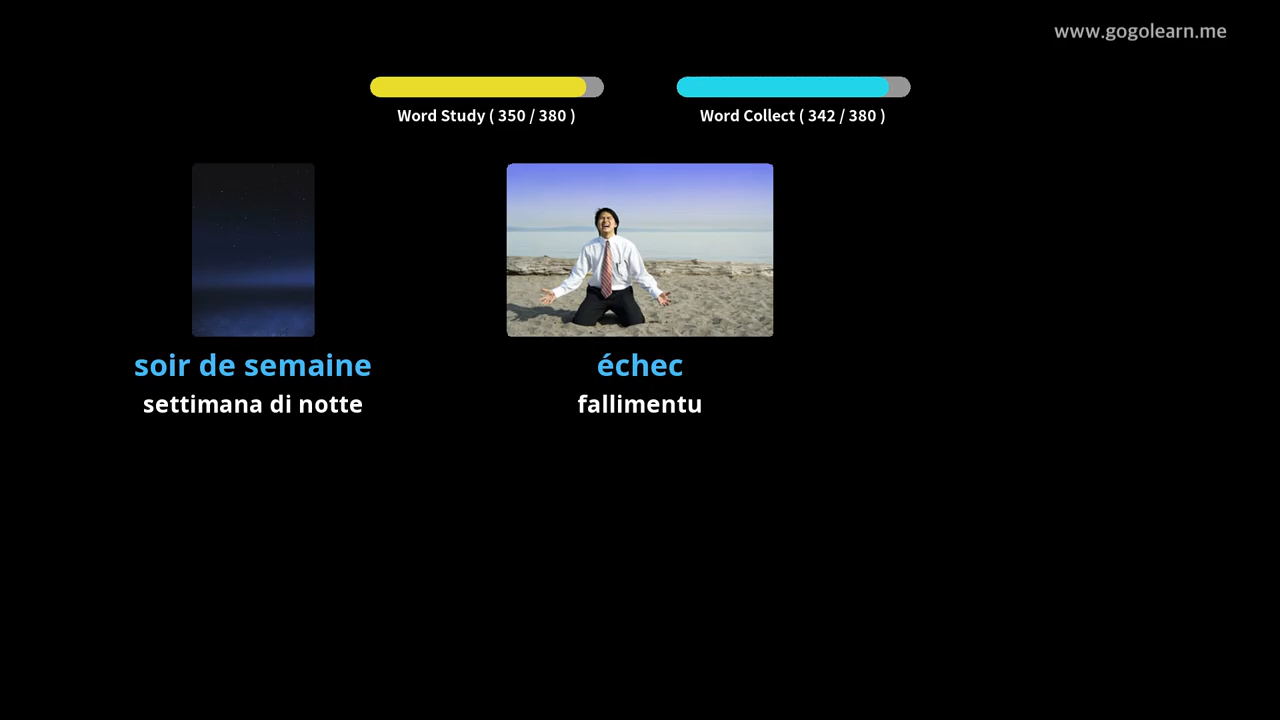 www.gogolearn.me
Word Study ( 350 / 380 )
Word Collect ( 342 / 380 )
soir de semaine
settimana di notte
échec
fallimentu